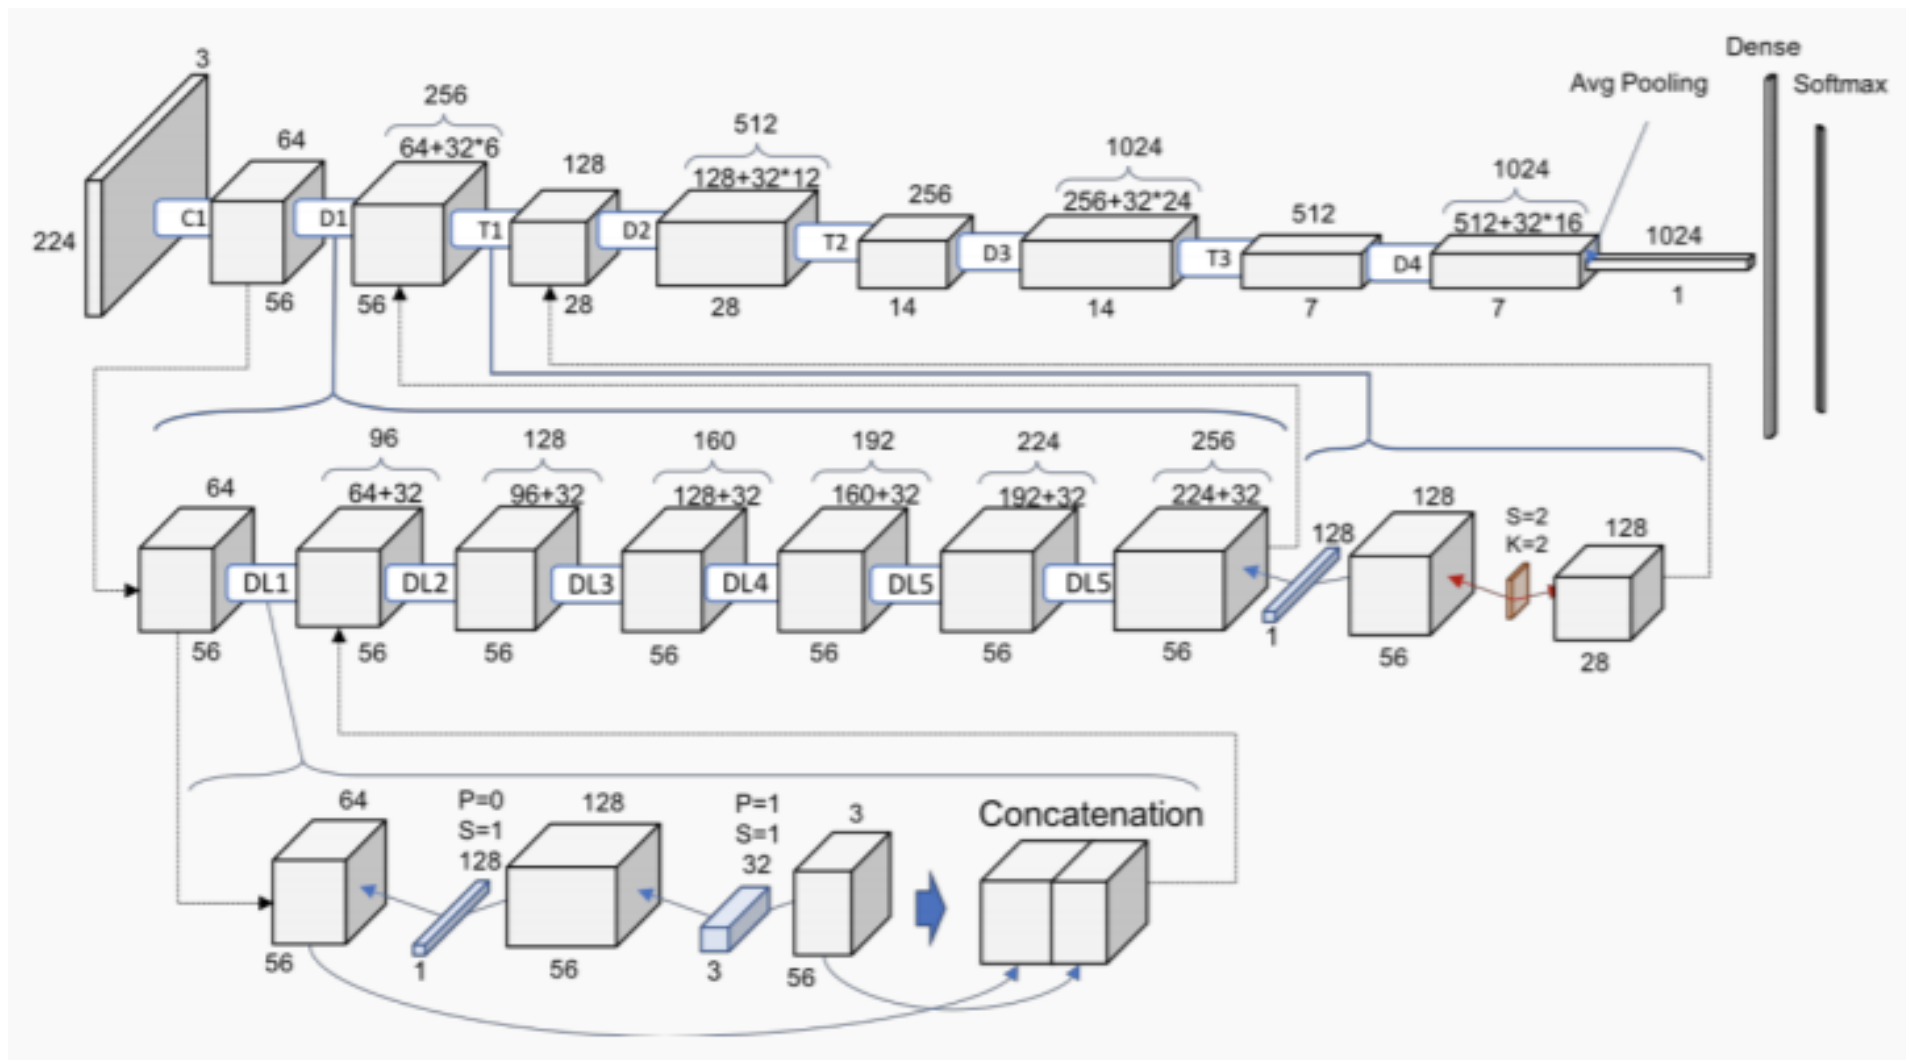 Dense
Avg Pooling
Softmax
3
64
256
64+32*6
128
512
128+32*12
256
1024
256+32*24
512
1024
512+32*16
1024
C1
D1
T1
D2
T2
D3
T3
D4
224
56
56
28
28
14
14
7
7
1
64
96
64+32
128
96+32
160
128+32
192
160+32
224
192+32
256
224+32
128
128
S=2
K=2
128
DL1
DL2
DL3
DL4
DL5
DL5
56
56
56
56
56
56
56
1
56
28
64
P=0
S=1
128
128
P=1
S=1
32
3
Concatenation
56
1
56
3
56